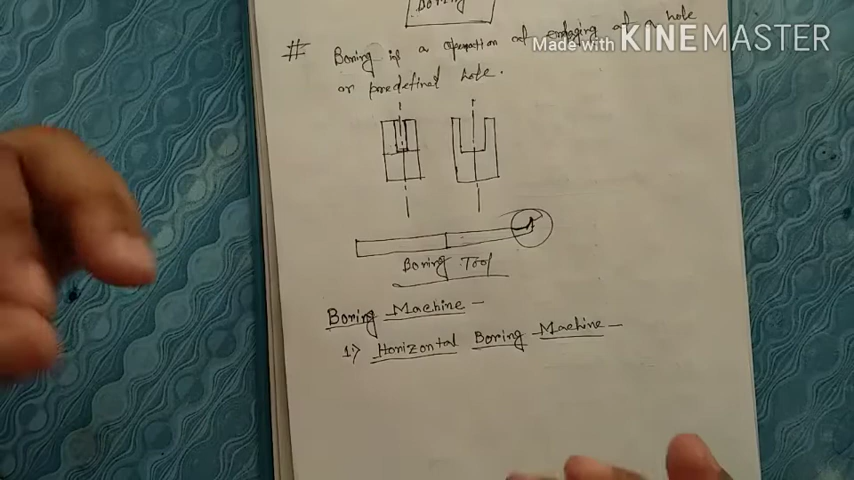 Boring
# Boring is a operation of enlaging of a hole
or predefined hole.
Made with KINEMASTER
Boring Tool
Boring Machine -
1:> Horizontal Boring Machine -